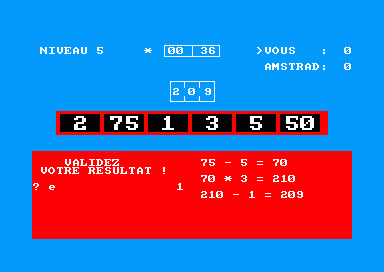 NIVEAU 5 * 00 36 >VOUS : 0
AMSTRAD: 0
2 0 9
2 75 1 3 5 50
VALIDEZ
VOTRE RESULTAT !
? e 1
75 - 5 = 70
70 * 3 = 210
210 - 1 = 209